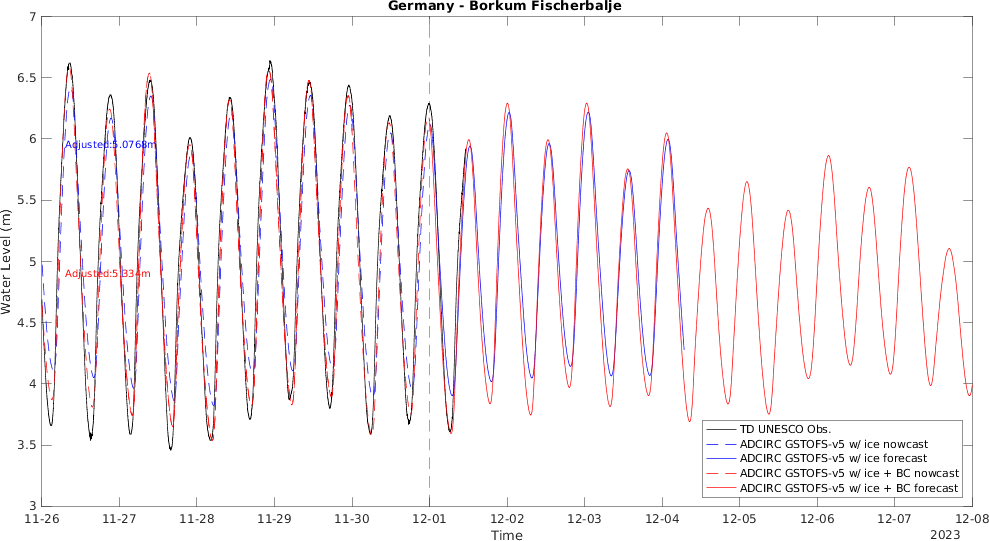 Germany - Borkum Fischerbalje
7
6.5
6
5.5
5
4.5
4
3.5
3
Water Level (m)
Adjusted:5.0768m
Adjusted:5.334m
TD UNESCO Obs.
ADCIRC GSTOFS-v5 w/ ice nowcast
ADCIRC GSTOFS-v5 w/ ice forecast
ADCIRC GSTOFS-v5 w/ ice + BC nowcast
ADCIRC GSTOFS-v5 w/ ice + BC forecast
11-26 11-27 11-28 11-29 11-30 12-01 12-02 12-03 12-04 12-05 12-06 12-07 12-08
Time
2023